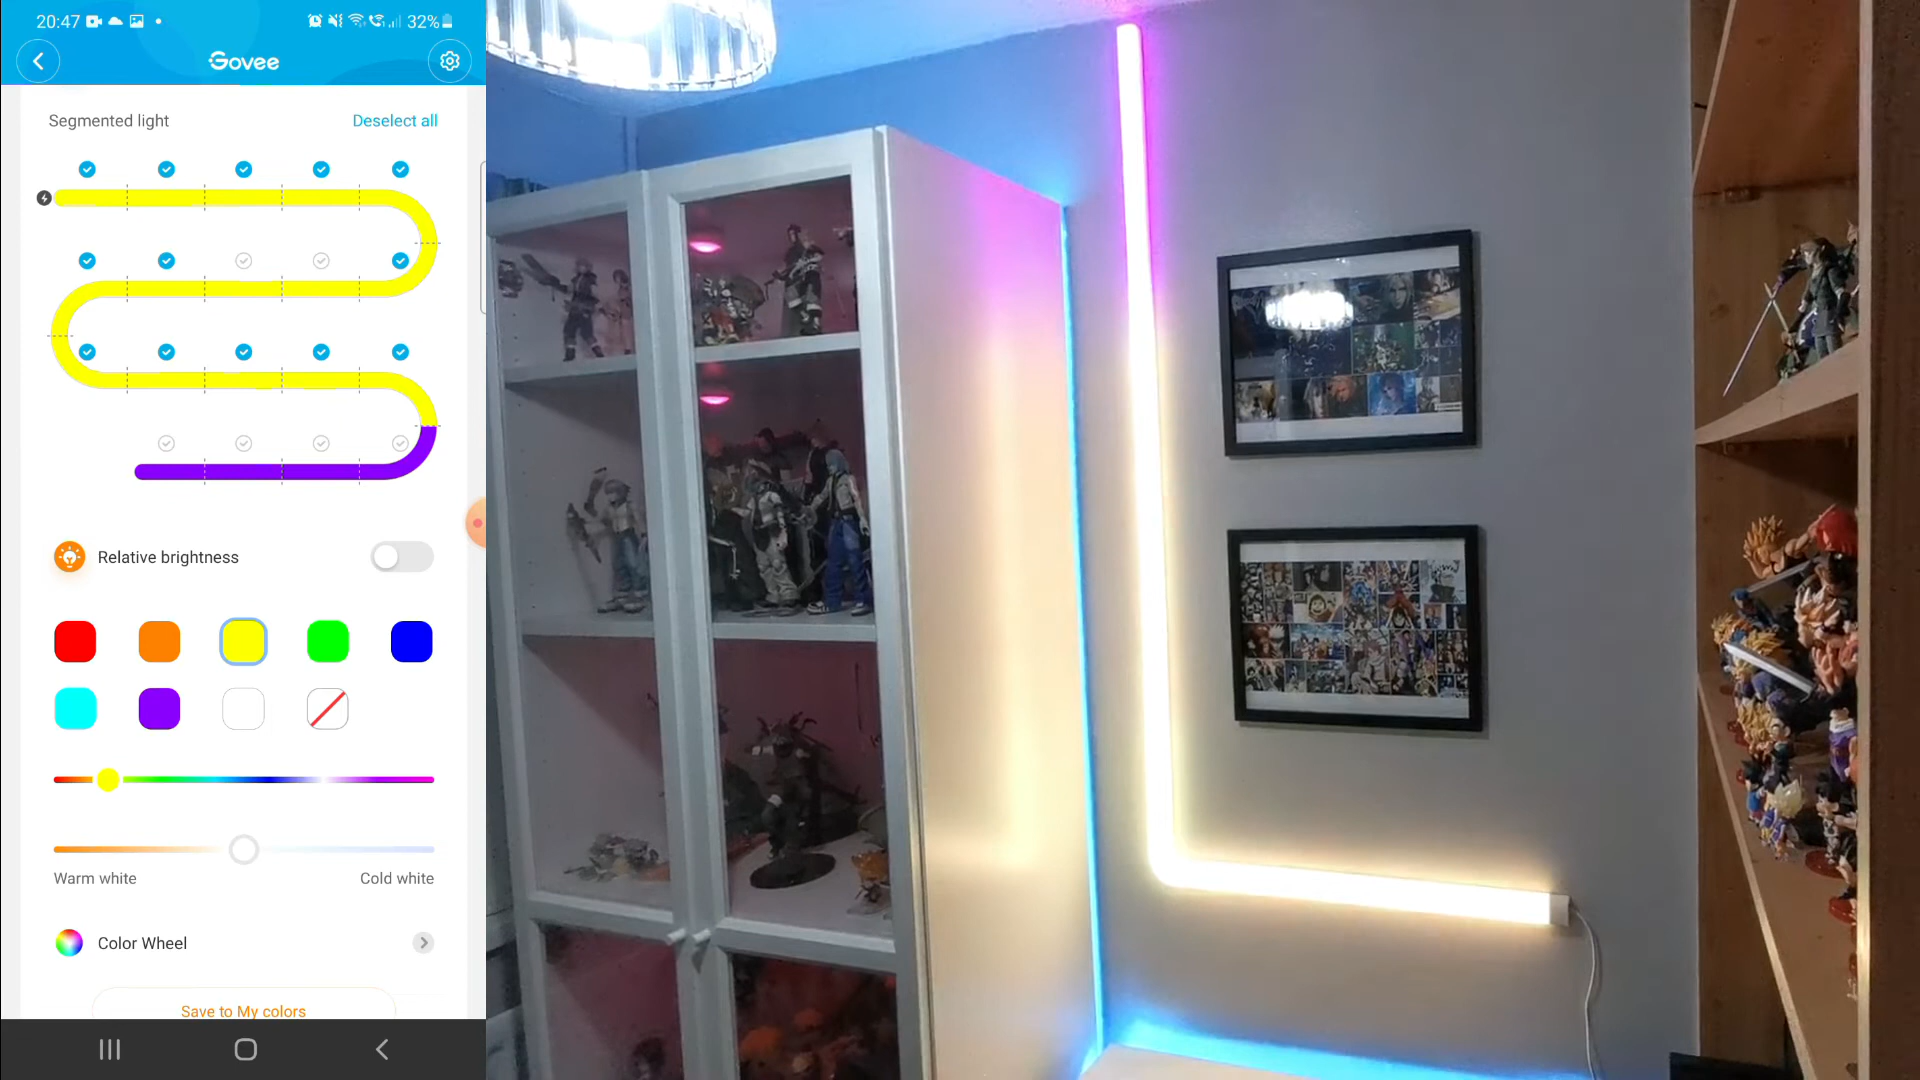 20:47
32%
Govee
Segmented light
Deselect all
Relative brightness
Warm white
Cold white
Color Wheel
Save to My colors